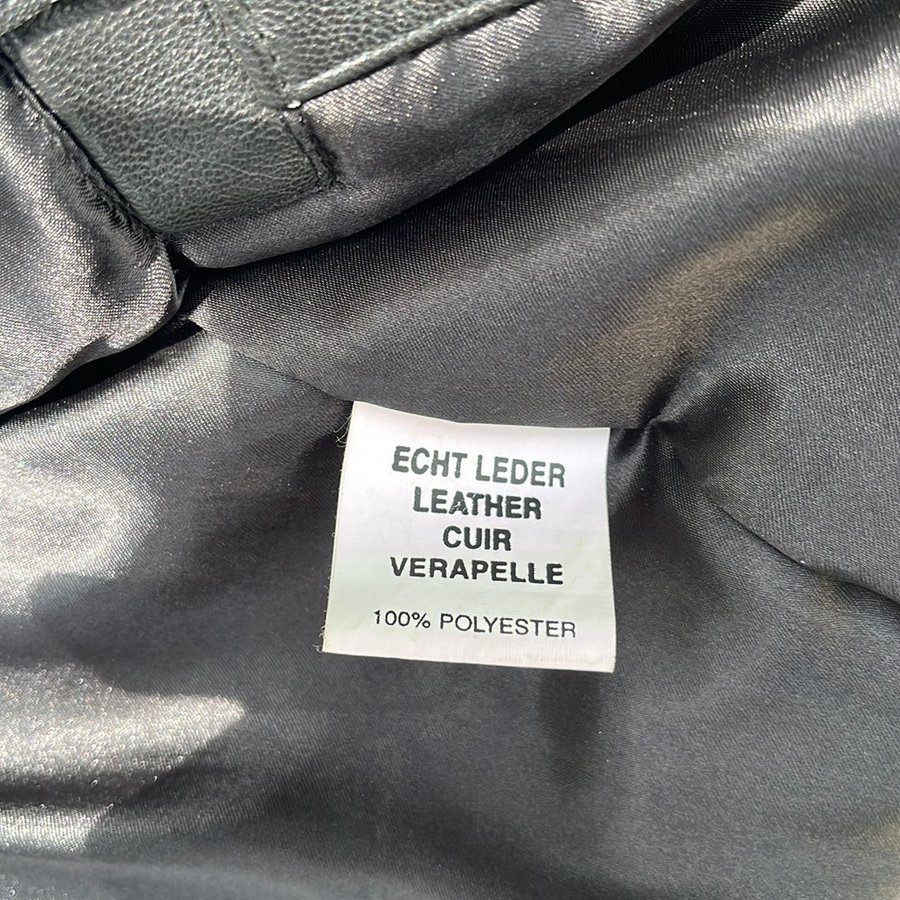 ECHT LEDER
LEATHER
CUIR
VERAPELLE
100% POLYESTER